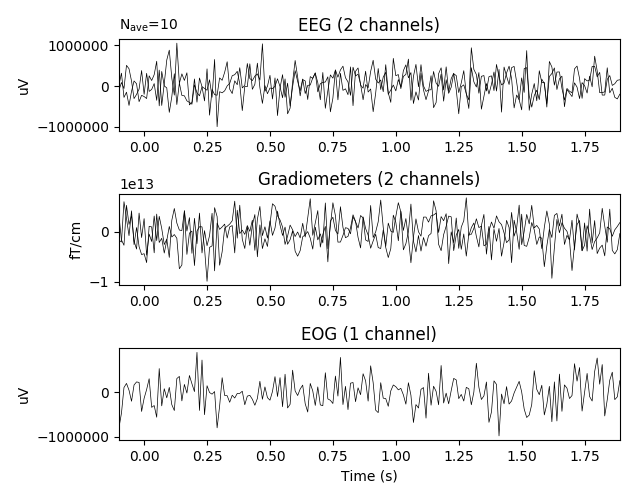 N_ave=10
EEG (2 channels)
uV
1000000
0
−1000000
0.00 0.25 0.50 0.75 1.00 1.25 1.50 1.75
1e13
Gradiometers (2 channels)
fT/cm
0
−1
0.00 0.25 0.50 0.75 1.00 1.25 1.50 1.75
EOG (1 channel)
uV
0
−1000000
0.00 0.25 0.50 0.75 1.00 1.25 1.50 1.75
Time (s)